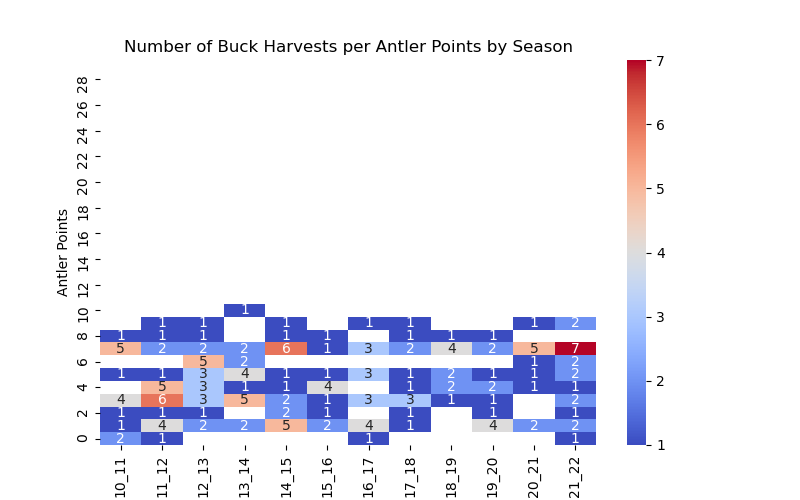 Number of Buck Harvests per Antler Points by Season
Antler Points
28
26
24
22
20
18
16
14
12
10 1
1 1 1 1 1 1 2
8 1 1 1 1 1 1 1 1
5 2 2 2 6 1 3 2 4 2 5 7
6 5 2 1 2
1 1 3 4 1 1 3 1 2 1 1 2
4 5 3 1 1 4 1 2 2 1 1
4 6 3 5 2 1 3 3 1 1 2
2 1 1 1 2 1 1 1 1
1 4 2 2 5 2 4 1 4 2 2
0 2 1 1 1
10_11 11_12 12_13 13_14 14_15 15_16 16_17 17_18 18_19 19_20 20_21 21_22
7
6
5
4
3
2
1